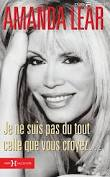 AMANDA LEAR
Je ne suis pas du tout
celle que vous croyez...